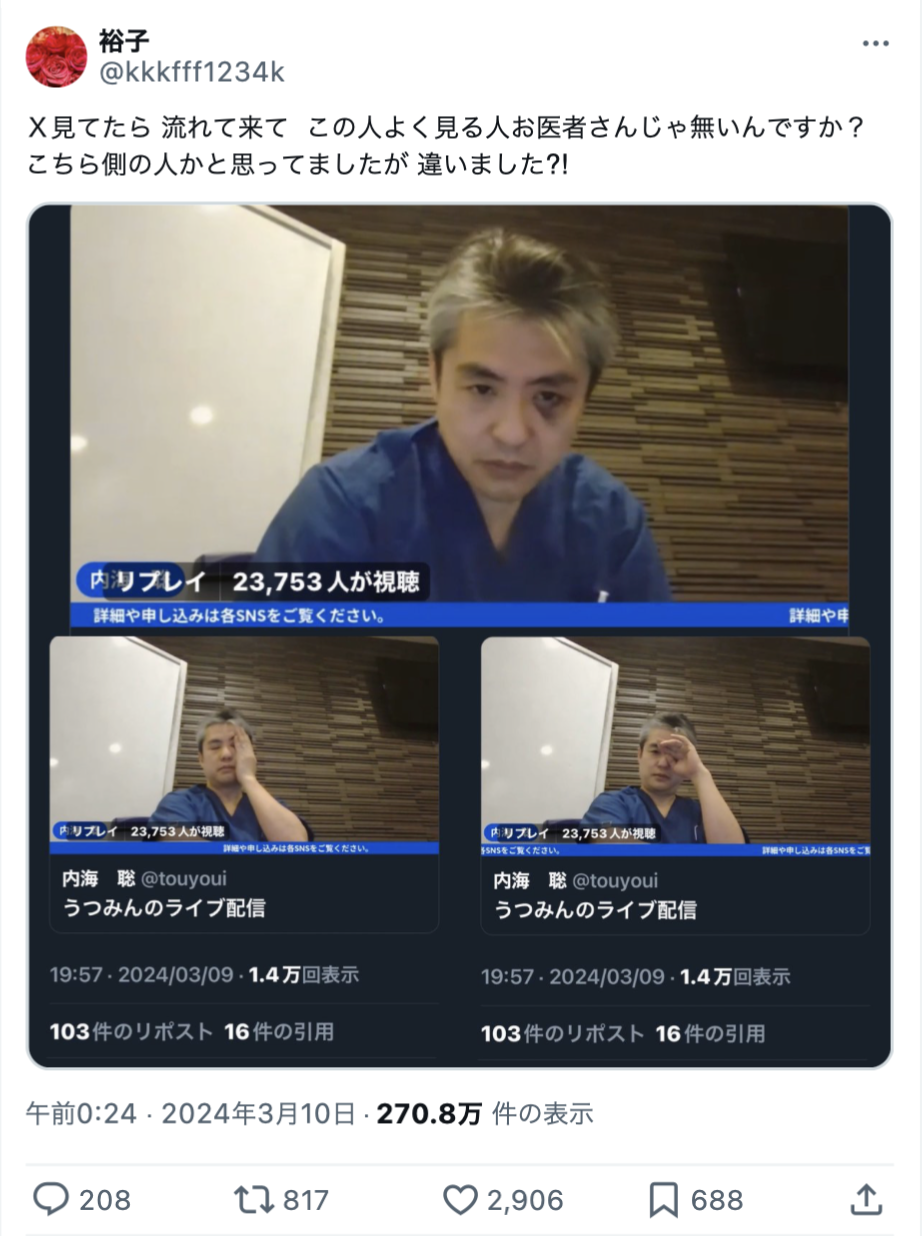 裕子
@kkkfff1234k
X見てたら 流れて来て この人よく見る人お医者さんじゃ無いんですか？
こちら側の人かと思ってましたが 違いました?!
内海 聡
リプレイ 23,753人が視聴
詳細や申し込みは各SNSをご覧ください。 詳細や申
リプレイ 23,753人が視聴
詳細や申し込みは各SNSをご覧ください。
内海 聡 @touyoui
うつみんのライブ配信
19:57 · 2024/03/09 · 1.4万回表示
103件のリポスト 16件の引用
リプレイ 23,753人が視聴
各SNSをご覧ください。 詳細や申し込みは各SNSをご覧
内海 聡 @touyoui
うつみんのライブ配信
19:57 · 2024/03/09 · 1.4万回表示
103件のリポスト 16件の引用
午前0:24 · 2024年3月10日 · 270.8万 件の表示
208 817 2,906 688